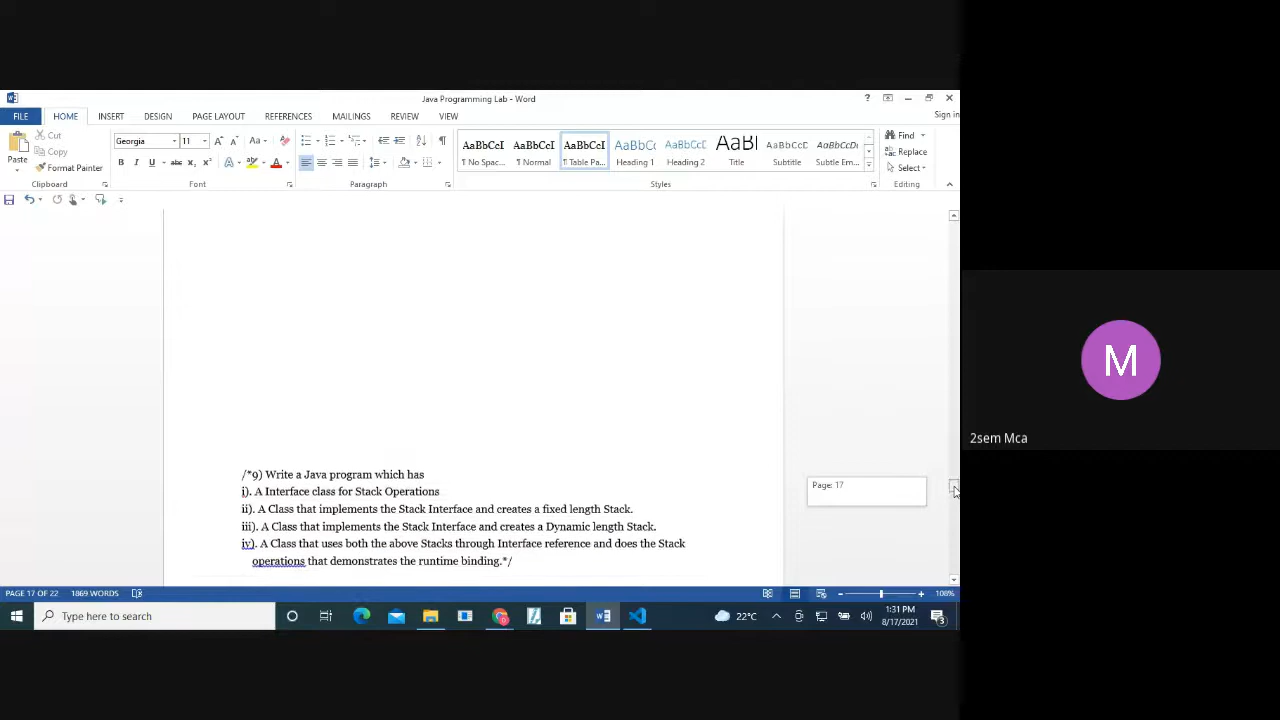 Java Programming Lab - Word
?
FILE HOME INSERT DESIGN PAGE LAYOUT REFERENCES MAILINGS REVIEW VIEW Sign in
Paste
Cut
Copy
Format Painter
Georgia 11
B I U abc x₂ x²
AaBbCcI AaBbCcI AaBbCcI AaBbCc AaBbCc AaBl AaBbCcD AaBbCcDi
¶ No Spac... ¶ Normal ¶ Table Pa... Heading 1 Heading 2 Title Subtitle Subtle Em...
Find
Replace
Select
Clipboard Font Paragraph Styles Editing
/*9) Write a Java program which has
i). A Interface class for Stack Operations
ii). A Class that implements the Stack Interface and creates a fixed length Stack.
iii). A Class that implements the Stack Interface and creates a Dynamic length Stack.
iv). A Class that uses both the above Stacks through Interface reference and does the Stack
operations that demonstrates the runtime binding.*/
Page: 17
PAGE 17 OF 22 1869 WORDS 108%
Type here to search
22°C
1:31 PM
8/17/2021
3
M
2sem Mca